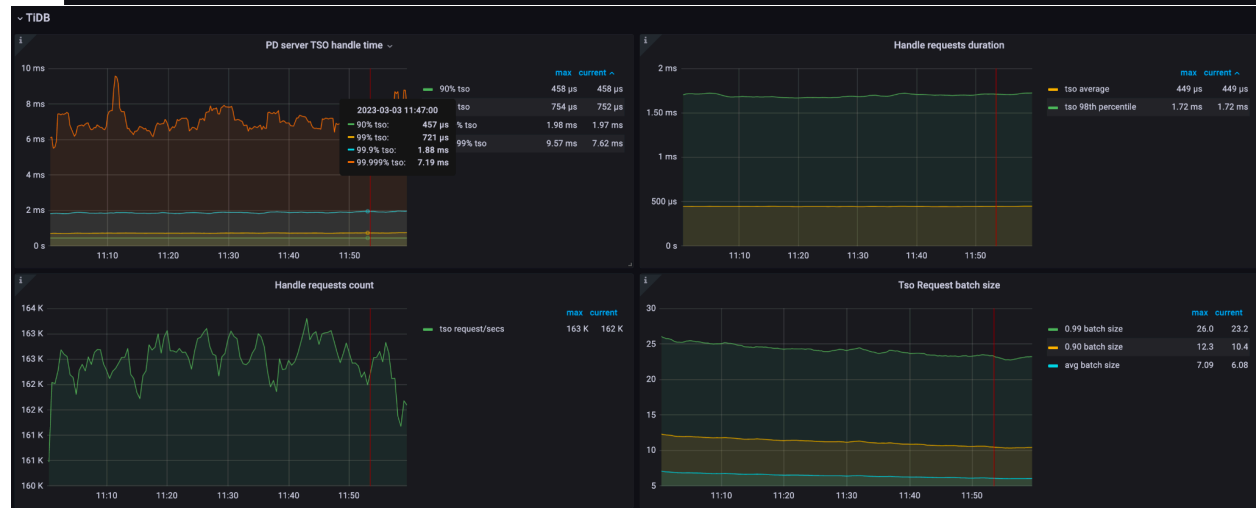 TiDB
PD server TSO handle time
10 ms
8 ms
6 ms
4 ms
2 ms
0 s
11:10 11:20 11:30 11:40 11:50
max current
90% tso 458 µs 458 µs
tso 754 µs 752 µs
% tso 1.98 ms 1.97 ms
99% tso 9.57 ms 7.62 ms
2023-03-03 11:47:00
90% tso: 457 µs
99% tso: 721 µs
99.9% tso: 1.88 ms
99.999% tso: 7.19 ms
Handle requests duration
2 ms
1.50 ms
1 ms
500 µs
0 s
11:10 11:20 11:30 11:40 11:50
max current
tso average 449 µs 449 µs
tso 98th percentile 1.72 ms 1.72 ms
Handle requests count
164 K
163 K
163 K
162 K
162 K
161 K
161 K
160 K
11:10 11:20 11:30 11:40 11:50
max current
tso request/secs 163 K 162 K
Tso Request batch size
30
25
20
15
10
5
11:10 11:20 11:30 11:40 11:50
max current
0.99 batch size 26.0 23.2
0.90 batch size 12.3 10.4
avg batch size 7.09 6.08